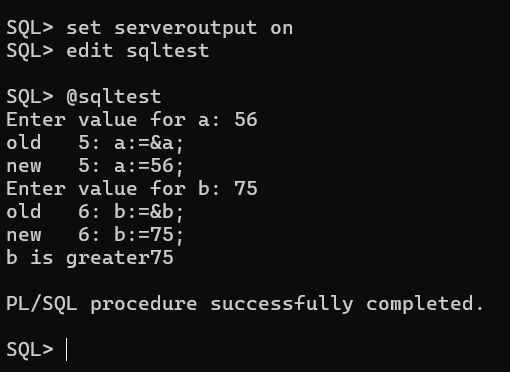 SQL> set serveroutput on
SQL> edit sqltest
SQL> @sqltest
Enter value for a: 56
old   5: a:=&a;
new   5: a:=56;
Enter value for b: 75
old   6: b:=&b;
new   6: b:=75;
b is greater75
PL/SQL procedure successfully completed.
SQL>